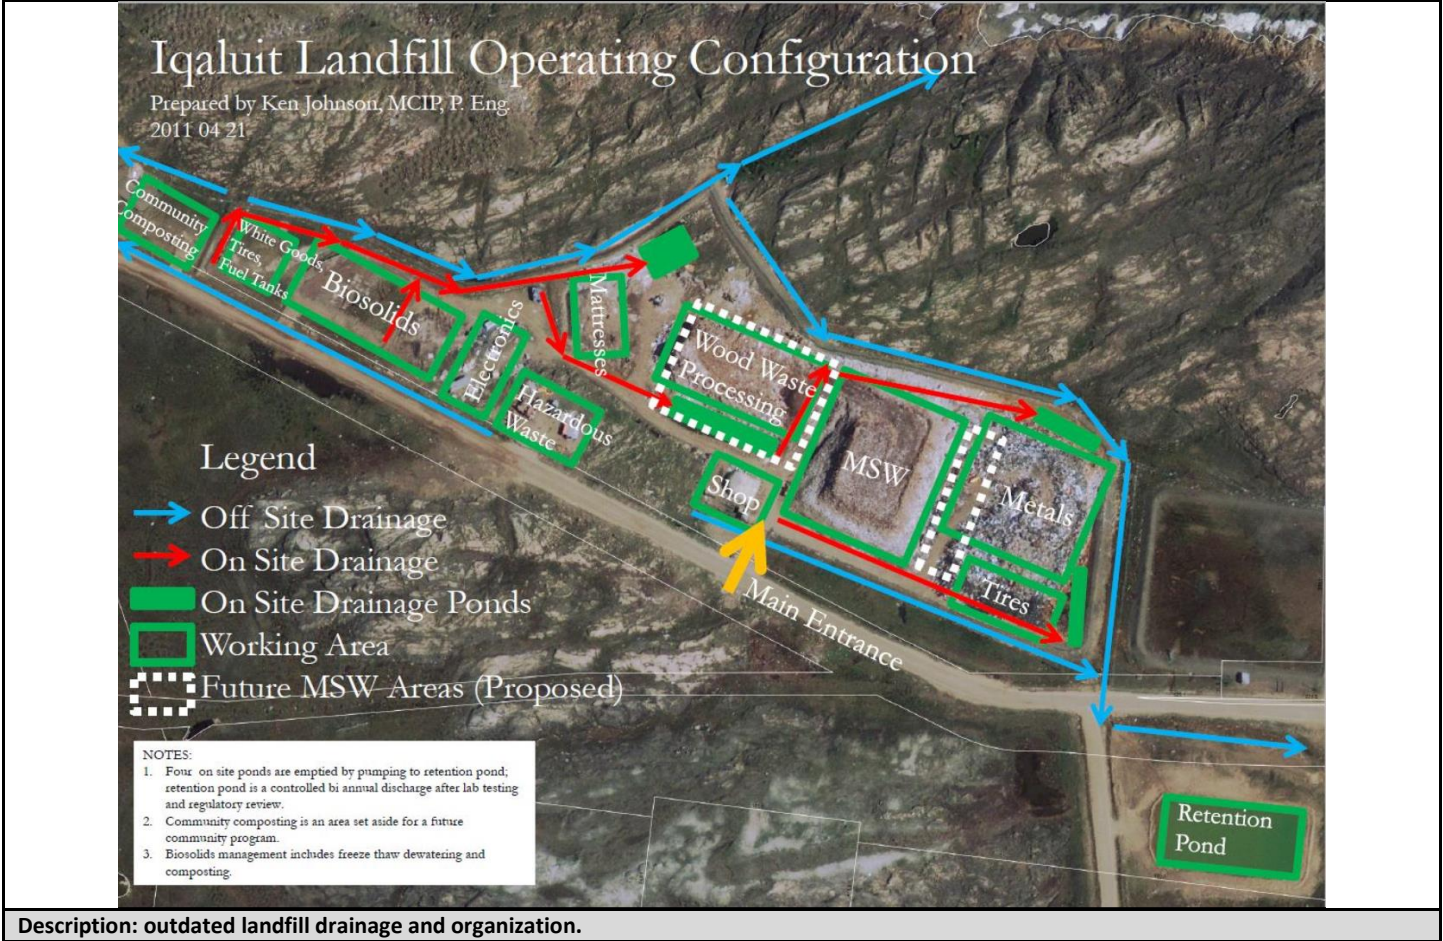 Iqaluit Landfill Operating Configuration
Prepared by Ken Johnson, MCIP, P. Eng.
2011 04 21
Community
Composting
White Goods,
Tires,
Fuel Tanks
Biosolids
Electronics
Hazardous
Waste
Mattresses
Wood Waste
Processing
Shop
MSW
Metals
Tires
Main Entrance
Legend
Off Site Drainage
On Site Drainage
On Site Drainage Ponds
Working Area
Future MSW Areas (Proposed)
NOTES:
1. Four on site ponds are emptied by pumping to retention pond;
retention pond is a controlled bi annual discharge after lab testing
and regulatory review.
2. Community composting is an area set aside for a future
community program.
3. Biosolids management includes freeze thaw dewatering and
composting.
Retention
Pond
Description: outdated landfill drainage and organization.